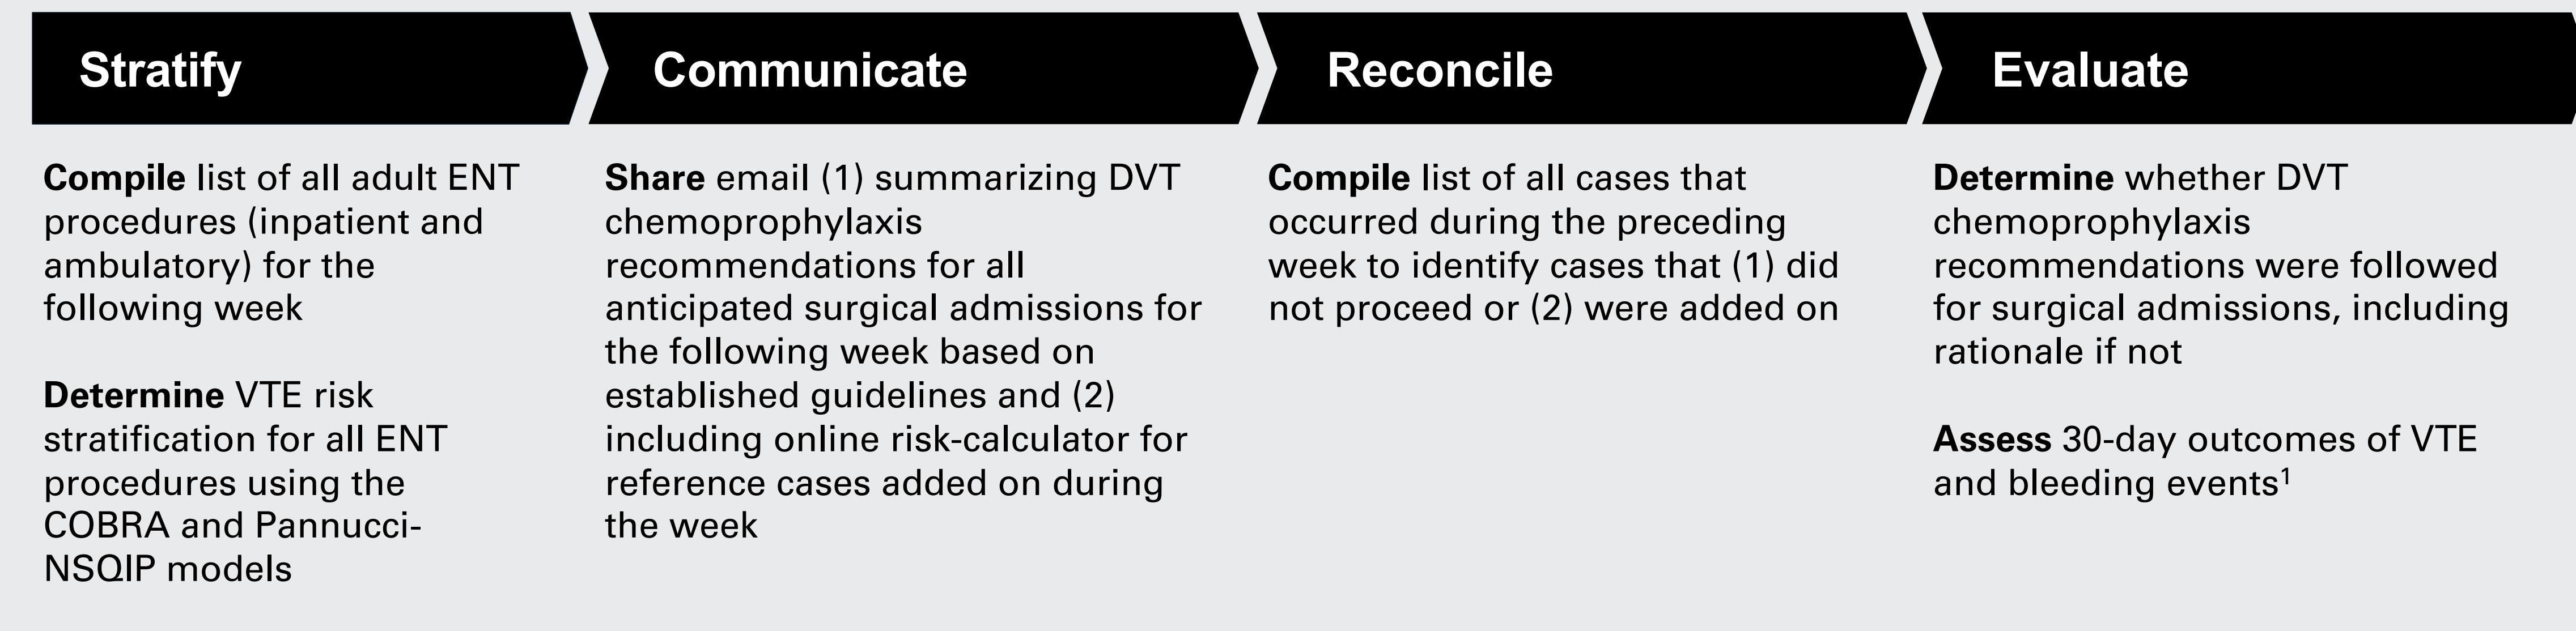 Stratify
Communicate
Reconcile
Evaluate
Compile list of all adult ENT
procedures (inpatient and
ambulatory) for the
following week
Determine VTE risk
stratification for all ENT
procedures using the
COBRA and Pannucci-
NSQIP models
Share email (1) summarizing DVT
chemoprophylaxis
recommendations for all
anticipated surgical admissions for
the following week based on
established guidelines and (2)
including online risk-calculator for
reference cases added on during
the week
Compile list of all cases that
occurred during the preceding
week to identify cases that (1) did
not proceed or (2) were added on
Determine whether DVT
chemoprophylaxis
recommendations were followed
for surgical admissions, including
rationale if not
Assess 30-day outcomes of VTE
and bleeding events¹